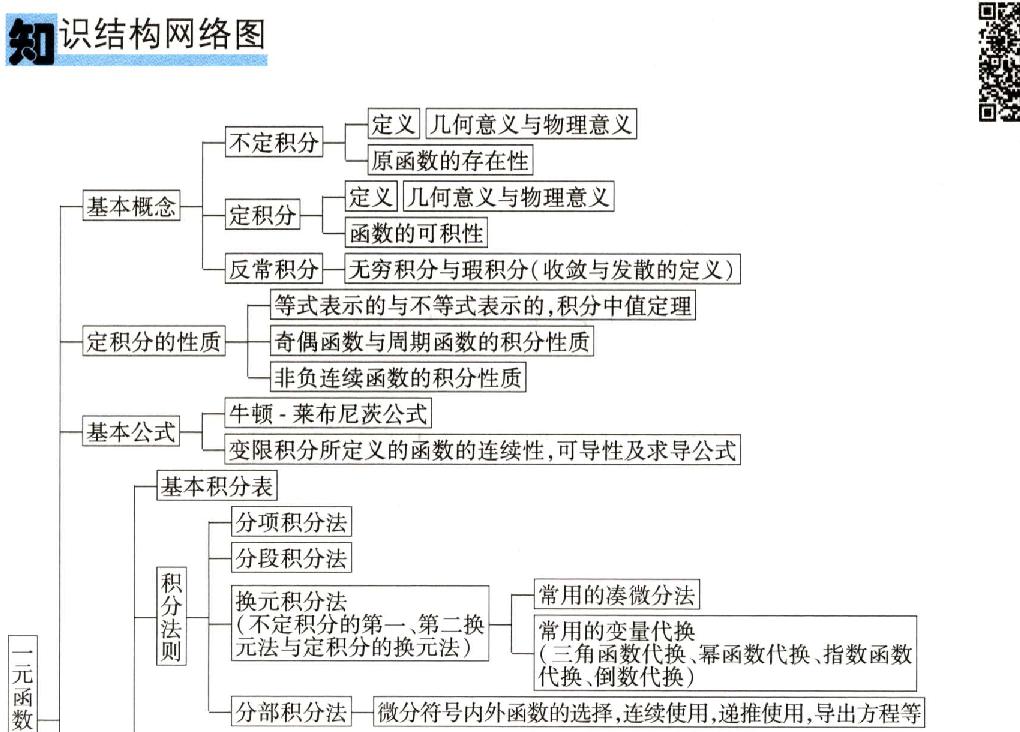 知识结构网络图
不定积分
定义
几何意义与物理意义
原函数的存在性
基本概念
定积分
定义
几何意义与物理意义
函数的可积性
反常积分
无穷积分与瑕积分(收敛与发散的定义)
定积分的性质
等式表示的与不等式表示的,积分中值定理
奇偶函数与周期函数的积分性质
非负连续函数的积分性质
基本公式
牛顿-莱布尼茨公式
变限积分所定义的函数的连续性,可导性及求导公式
基本积分表
积分法则
分项积分法
分段积分法
换元积分法
(不定积分的第一、第二换
元法与定积分的换元法)
常用的凑微分法
常用的变量代换
(三角函数代换、幂函数代换、指数函数
代换、倒数代换)
分部积分法
微分符号内外函数的选择,连续使用,递推使用,导出方程等
一元函数